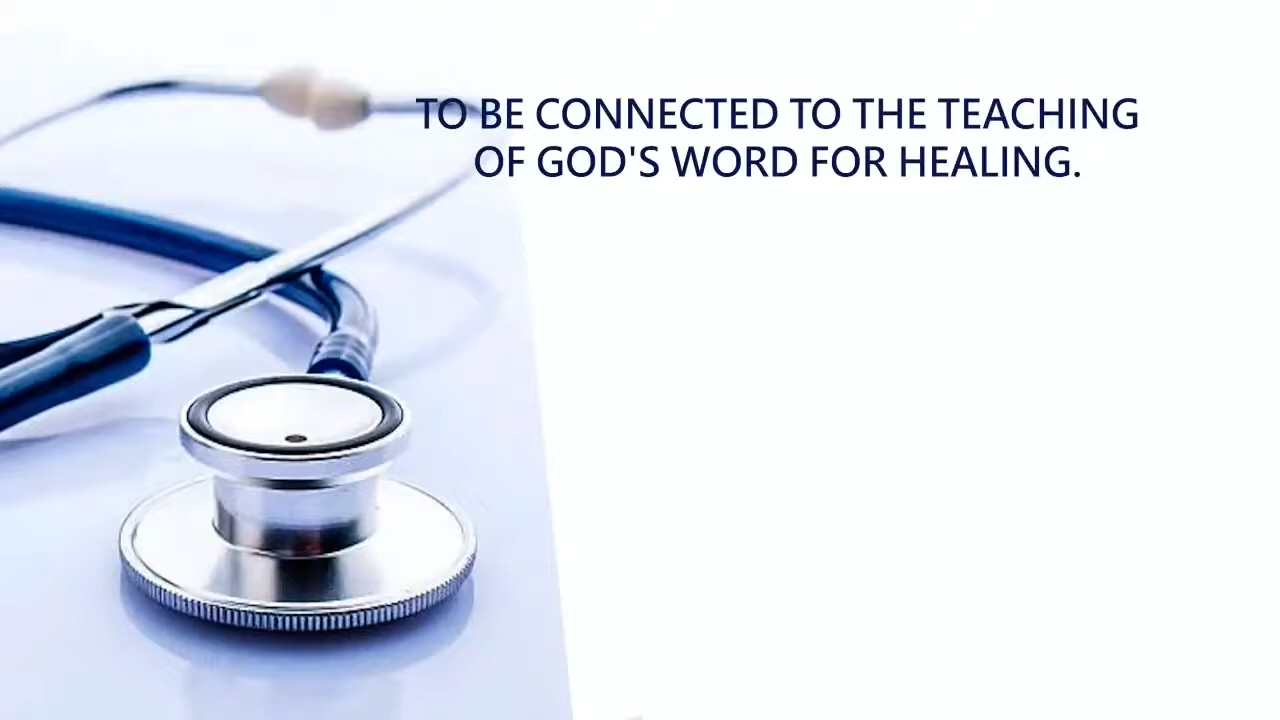 TO BE CONNECTED TO THE TEACHING
OF GOD'S WORD FOR HEALING.